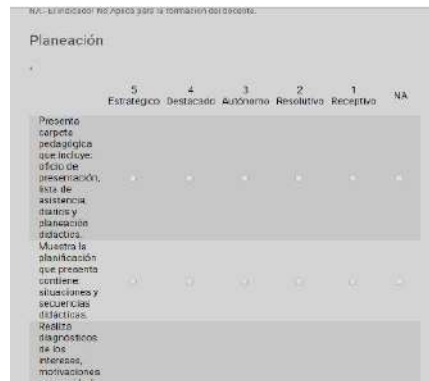 NA.-El indicador No Aplica para la formación del docente.
Planeación
*
5 4 3 2 1
Estratégico Destacado Autónomo Resolutivo Receptivo NA
Presenta
carpeta
pedagógica
que incluye:
oficio de
presentación,
lista de
asistencia,
diarios y
planeación
didáctica.
Muestra la
planificación
que presenta
contiene
situaciones y
secuencias
didácticas.
Realiza
diagnósticos
de los
intereses,
motivaciones